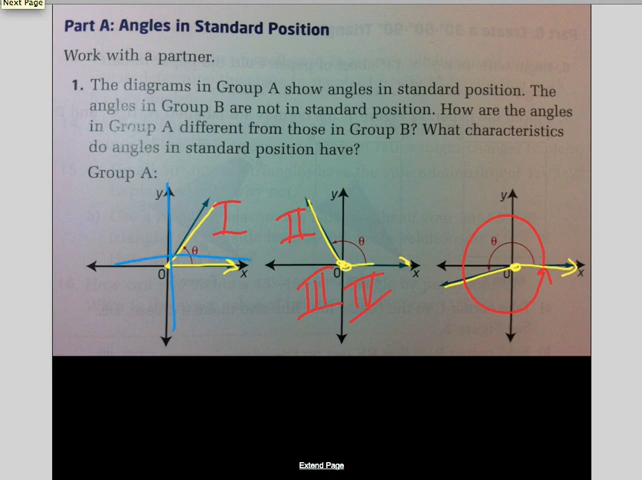 Next Page
Part A: Angles in Standard Position
Work with a partner.
1. The diagrams in Group A show angles in standard position. The
angles in Group B are not in standard position. How are the angles
in Group A different from those in Group B? What characteristics
do angles in standard position have?
Group A:
y y y
I II θ θ θ
0 x 0 x 0 x
III IV
Extend Page